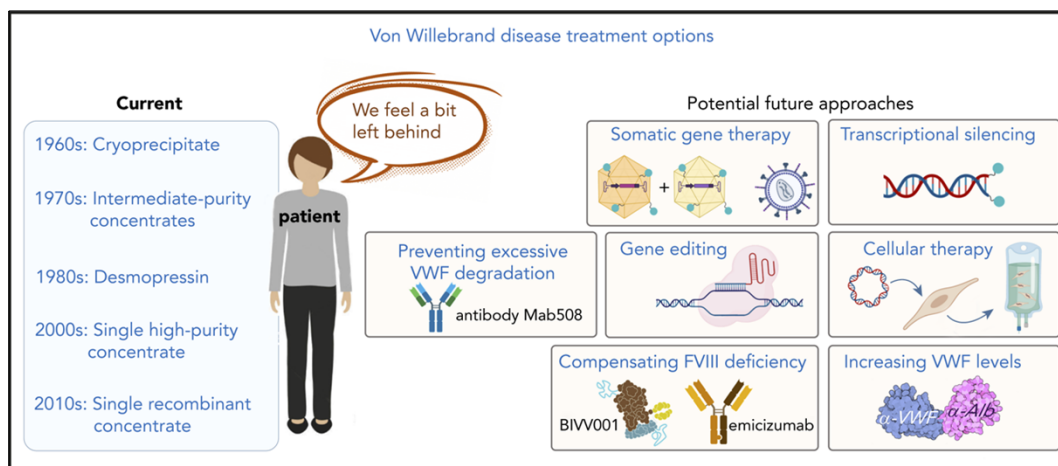 Von Willebrand disease treatment options
Current
1960s: Cryoprecipitate
1970s: Intermediate-purity
concentrates
1980s: Desmopressin
2000s: Single high-purity
concentrate
2010s: Single recombinant
concentrate
We feel a bit
left behind
patient
Potential future approaches
Somatic gene therapy
+
Transcriptional silencing
Preventing excessive
VWF degradation
antibody Mab508
Gene editing
Cellular therapy
Compensating FVIII deficiency
BIVV001
emicizumab
Increasing VWF levels
α-VWF
α-Alb